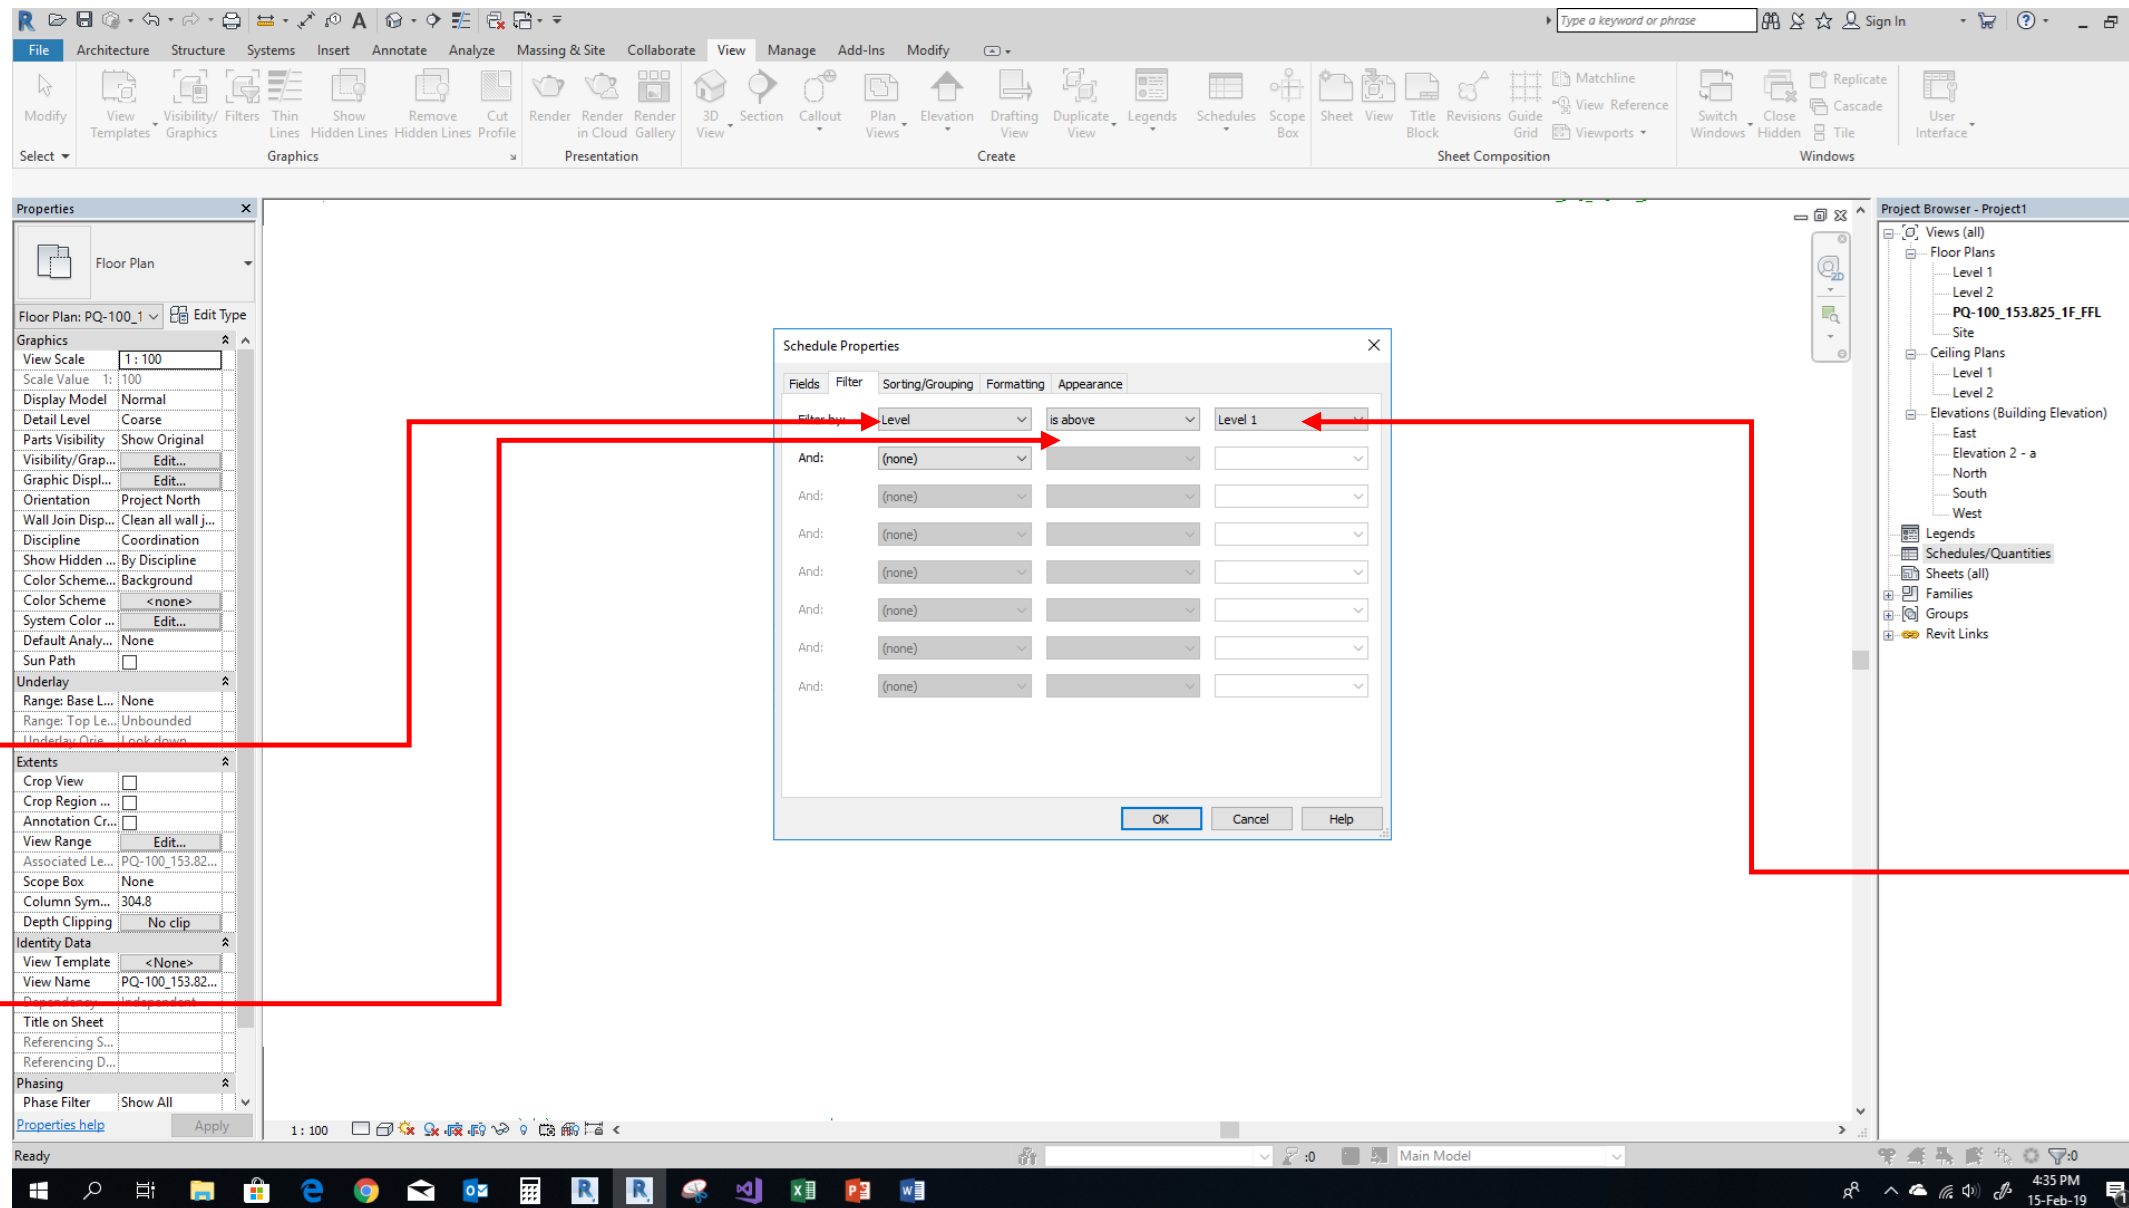 Type a keyword or phrase
Sign In
File Architecture Structure Systems Insert Annotate Analyze Massing & Site Collaborate View Manage Add-Ins Modify
Modify
View Templates
Visibility/ Graphics
Filters
Thin Lines
Show Hidden Lines
Remove Hidden Lines
Cut Profile
Render
Render in Cloud
Render Gallery
3D View
Section
Callout
Plan Views
Elevation
Drafting View
Duplicate View
Legends
Schedules
Scope Box
Sheet
View
Title Block
Revisions
Guide Grid
Matchline
View Reference
Viewports
Switch Windows
Close Hidden
Replicate
Cascade
Tile
User Interface
Select
Graphics
Presentation
Create
Sheet Composition
Windows
Properties
Floor Plan
Floor Plan: PQ-100_1
Edit Type
Graphics
View Scale 1 : 100
Scale Value 1: 100
Display Model Normal
Detail Level Coarse
Parts Visibility Show Original
Visibility/Grap... Edit...
Graphic Displ... Edit...
Orientation Project North
Wall Join Disp... Clean all wall j...
Discipline Coordination
Show Hidden ... By Discipline
Color Scheme... Background
Color Scheme <none>
System Color ... Edit...
Default Analy... None
Sun Path
Underlay
Range: Base L... None
Range: Top Le... Unbounded
Underlay Orie... Look down
Extents
Crop View
Crop Region ...
Annotation Cr...
View Range Edit...
Associated Le... PQ-100_153.82...
Scope Box None
Column Sym... 304.8
Depth Clipping No clip
Identity Data
View Template <None>
View Name PQ-100_153.82...
Dependency Independent
Title on Sheet
Referencing S...
Referencing D...
Phasing
Phase Filter Show All
Properties help
Apply
Schedule Properties
Fields Filter Sorting/Grouping Formatting Appearance
Filter by: Level is above Level 1
And: (none)
And: (none)
And: (none)
And: (none)
And: (none)
And: (none)
And: (none)
OK Cancel Help
2D
Project Browser - Project1
Views (all)
Floor Plans
Level 1
Level 2
PQ-100_153.825_1F_FFL
Site
Ceiling Plans
Level 1
Level 2
Elevations (Building Elevation)
East
Elevation 2 - a
North
South
West
Legends
Schedules/Quantities
Sheets (all)
Families
Groups
Revit Links
1 : 100
Ready
:0
Main Model
:0
4:35 PM
15-Feb-19